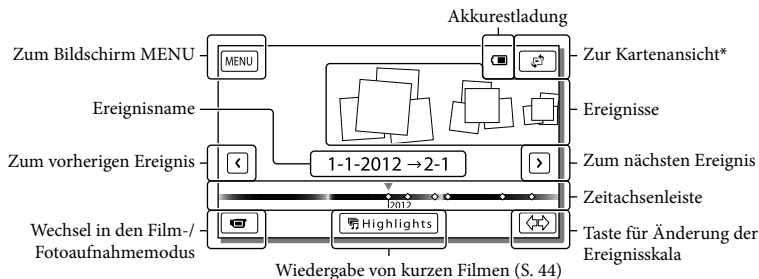 Akkurestladung
Zum Bildschirm MENU
MENU
Zur Kartenansicht*
Ereignisname
Ereignisse
Zum vorherigen Ereignis
1-1-2012 →2-1
Zum nächsten Ereignis
Zeitachsenleiste
2012
Wechsel in den Film-/
Fotoaufnahmemodus
Highlights
Taste für Änderung der
Ereignisskala
Wiedergabe von kurzen Filmen (S. 44)